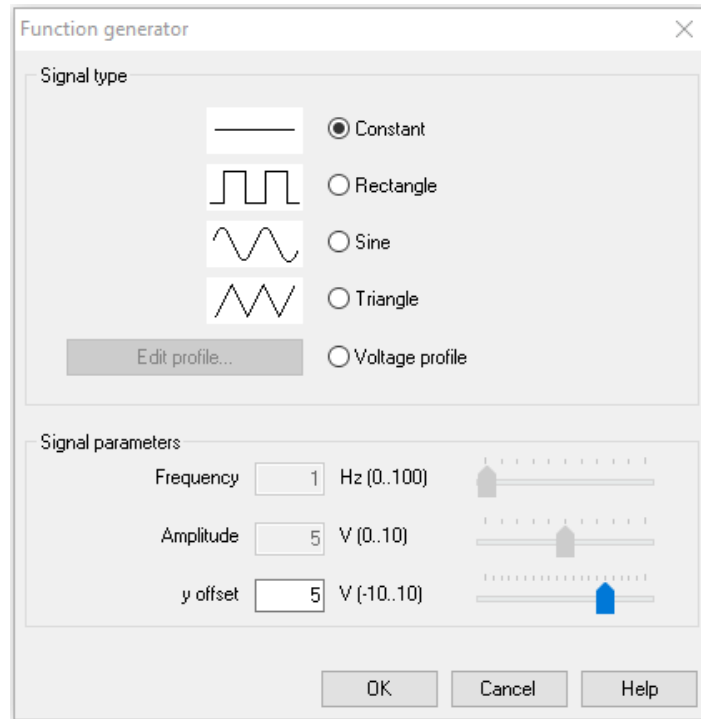 Function generator
Signal type
Constant
Rectangle
Sine
Triangle
Edit profile... Voltage profile
Signal parameters
Frequency 1 Hz (0..100)
Amplitude 5 V (0..10)
y offset 5 V (-10..10)
OK Cancel Help